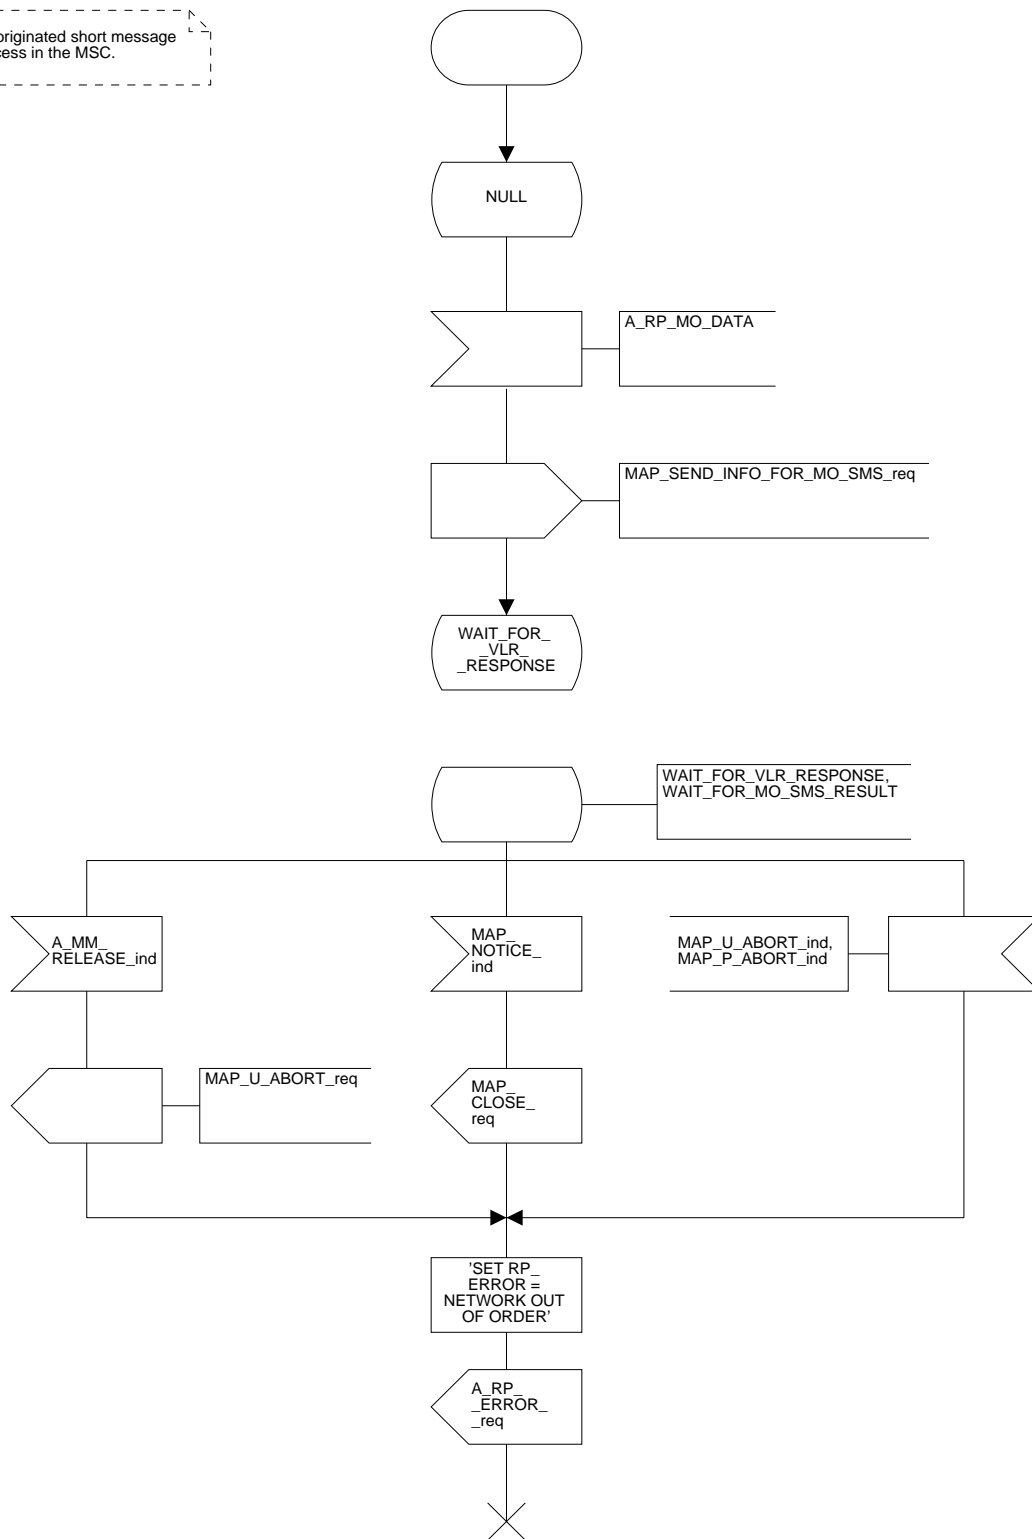 originated short message
cess in the MSC.
NULL
A_RP_MO_DATA
MAP_SEND_INFO_FOR_MO_SMS_req
WAIT_FOR_
_VLR_
_RESPONSE
WAIT_FOR_VLR_RESPONSE,
WAIT_FOR_MO_SMS_RESULT
A_MM_
RELEASE_ind
MAP_
NOTICE_
ind
MAP_U_ABORT_ind,
MAP_P_ABORT_ind
MAP_U_ABORT_req
MAP_
CLOSE_
req
'SET RP_
ERROR =
NETWORK OUT
OF ORDER'
A_RP_
_ERROR_
_req